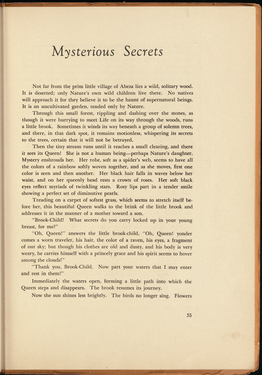 Mysterious Secrets
Not far from the prim little village of Abeza lies a wild, solitary wood.
It is deserted; only Nature's own wild children live there. No natives
will approach it for they believe it to be the haunt of supernatural beings.
It is an uncultivated garden, tended only by Nature.
Through this small forest, rippling and dashing over the stones, as
though it were hurrying to meet Life on its way through the woods, runs
a little brook. Sometimes it winds its way beneath a group of solemn trees,
and there, in that dark spot, it remains motionless, whispering its secrets
to the trees, certain that it will not be betrayed.
Then the tiny stream runs until it reaches a small clearing, and there
it sees its Queen! She is not a human being—perhaps Nature's daughter.
Mystery enshrouds her. Her robe, soft as a spider's web, seems to have all
the colors of a rainbow softly woven together, and as she moves, first one
color is seen and then another. Her black hair falls in waves below her
waist, and on her queenly head rests a crown of roses. Her soft black
eyes reflect myriads of twinkling stars. Rosy lips part in a tender smile
showing a perfect set of diminutive pearls.
Treading on a carpet of softest grass, which seems to stretch itself be-
fore her, this beautiful Queen walks to the brink of the little brook and
addresses it in the manner of a mother toward a son.
"Brook-Child! What secrets do you carry locked up in your young
breast, for me?"
"Oh, Queen!" answers the little brook-child, "Oh, Queen! yonder
comes a worn traveler, his hair, the color of a raven, his eyes, a fragment
of our sky; but though his clothes are old and dusty, and his body is very
weary, he carries himself with a princely grace and his spirit seems to hover
among the clouds!"
"Thank you, Brook-Child. Now part your waters that I may enter
and rest in them!"
Immediately the waters open, forming a little path into which the
Queen steps and disappears. The brook resumes its journey.
Now the sun shines less brightly. The birds no longer sing. Flowers
55